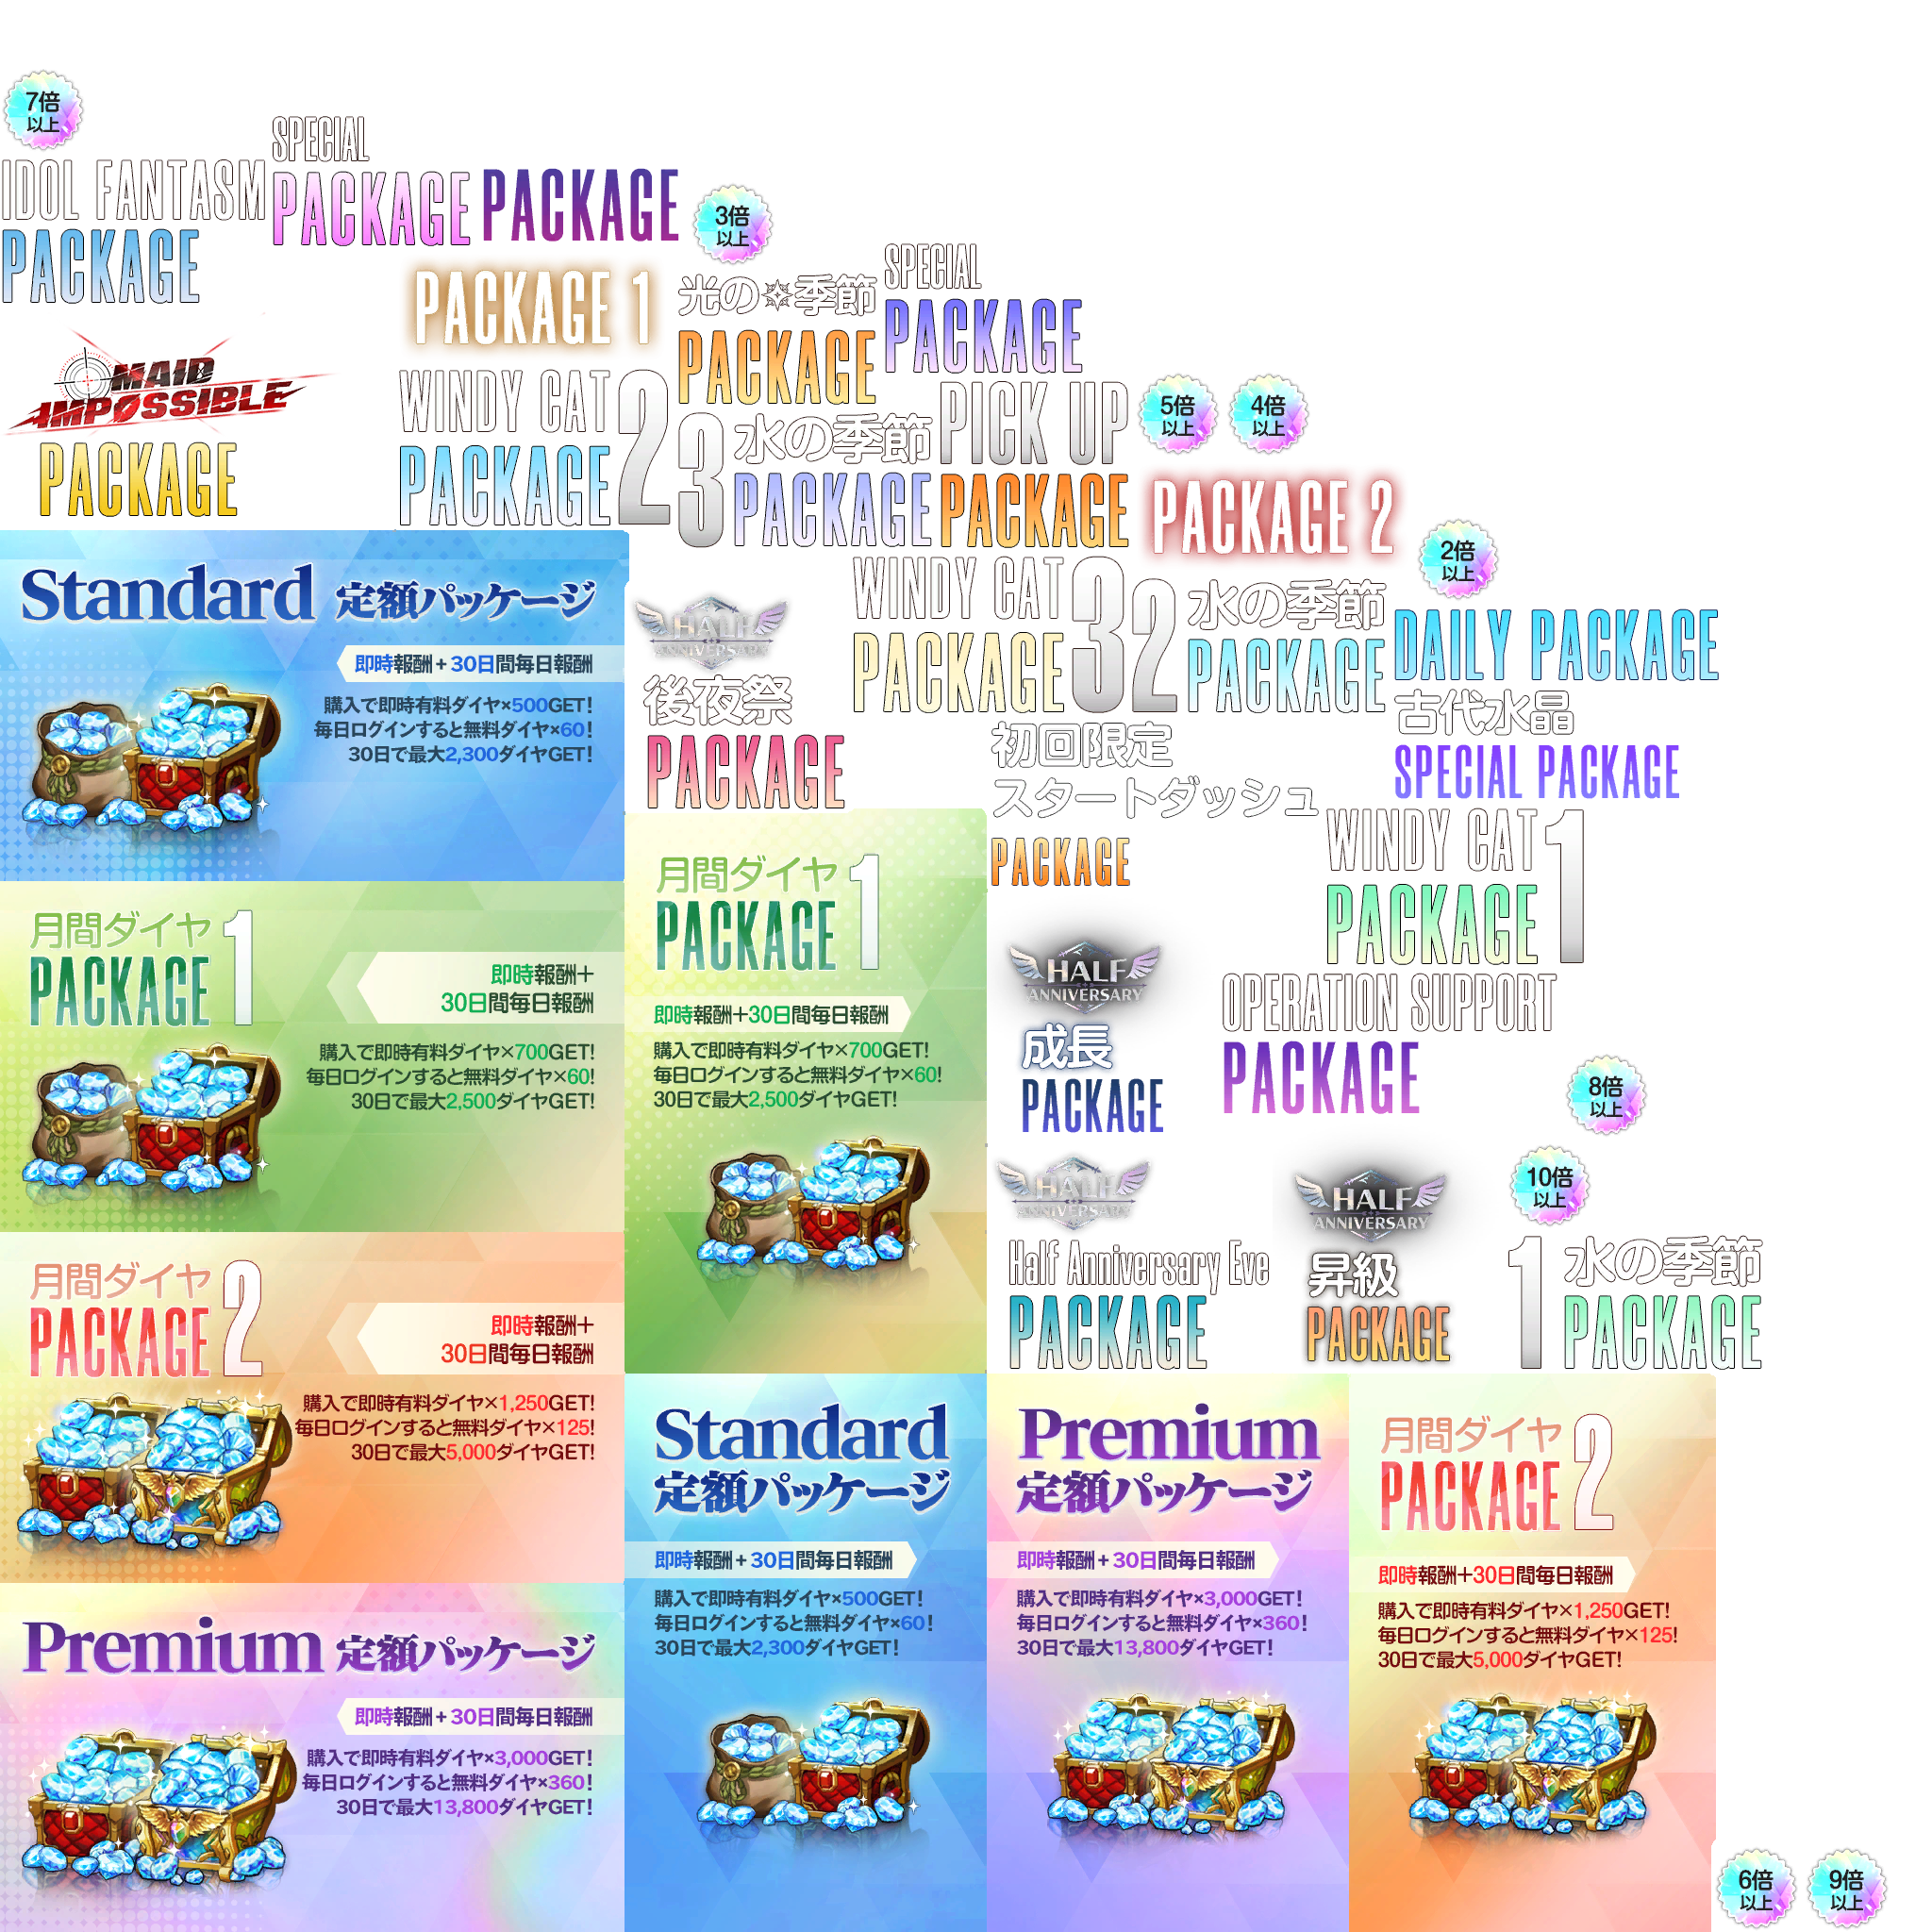 7倍
以上
IDOL FANTASM
PACKAGE
SPECIAL
PACKAGE
PACKAGE
3倍
以上
PACKAGE 1
光の季節
PACKAGE
SPECIAL
PACKAGE
MAID
IMPOSSIBLE
PACKAGE
WINDY CAT
PACKAGE
2
3
水の季節
PACKAGE
PICK UP
PACKAGE
5倍
以上
4倍
以上
PACKAGE 2
2倍
以上
Standard 定額パッケージ
即時報酬+30日間毎日報酬
購入で即時有料ダイヤ×500GET!
毎日ログインすると無料ダイヤ×60!
30日で最大2,300ダイヤGET!
HALF
ANNIVERSARY
後夜祭
PACKAGE
WINDY CAT
PACKAGE
3
2
水の季節
PACKAGE
DAILY PACKAGE
古代水晶
SPECIAL PACKAGE
初回限定
スタートダッシュ
PACKAGE
WINDY CAT
PACKAGE
1
月間ダイヤ
PACKAGE 1
即時報酬+
30日間毎日報酬
購入で即時有料ダイヤ×700GET!
毎日ログインすると無料ダイヤ×60!
30日で最大2,500ダイヤGET!
月間ダイヤ
PACKAGE 1
即時報酬+30日間毎日報酬
購入で即時有料ダイヤ×700GET!
毎日ログインすると無料ダイヤ×60!
30日で最大2,500ダイヤGET!
HALF
ANNIVERSARY
成長
PACKAGE
OPERATION SUPPORT
PACKAGE
8倍
以上
HALF
ANNIVERSARY
Half Anniversary Eve
PACKAGE
HALF
ANNIVERSARY
昇級
PACKAGE
10倍
以上
1
水の季節
PACKAGE
月間ダイヤ
PACKAGE 2
即時報酬+
30日間毎日報酬
購入で即時有料ダイヤ×1,250GET!
毎日ログインすると無料ダイヤ×125!
30日で最大5,000ダイヤGET!
Premium 定額パッケージ
即時報酬+30日間毎日報酬
購入で即時有料ダイヤ×3,000GET!
毎日ログインすると無料ダイヤ×360!
30日で最大13,800ダイヤGET!
Standard
定額パッケージ
即時報酬+30日間毎日報酬
購入で即時有料ダイヤ×500GET!
毎日ログインすると無料ダイヤ×60!
30日で最大2,300ダイヤGET!
Premium
定額パッケージ
即時報酬+30日間毎日報酬
購入で即時有料ダイヤ×3,000GET!
毎日ログインすると無料ダイヤ×360!
30日で最大13,800ダイヤGET!
月間ダイヤ
PACKAGE 2
即時報酬+30日間毎日報酬
購入で即時有料ダイヤ×1,250GET!
毎日ログインすると無料ダイヤ×125!
30日で最大5,000ダイヤGET!
6倍
以上
9倍
以上